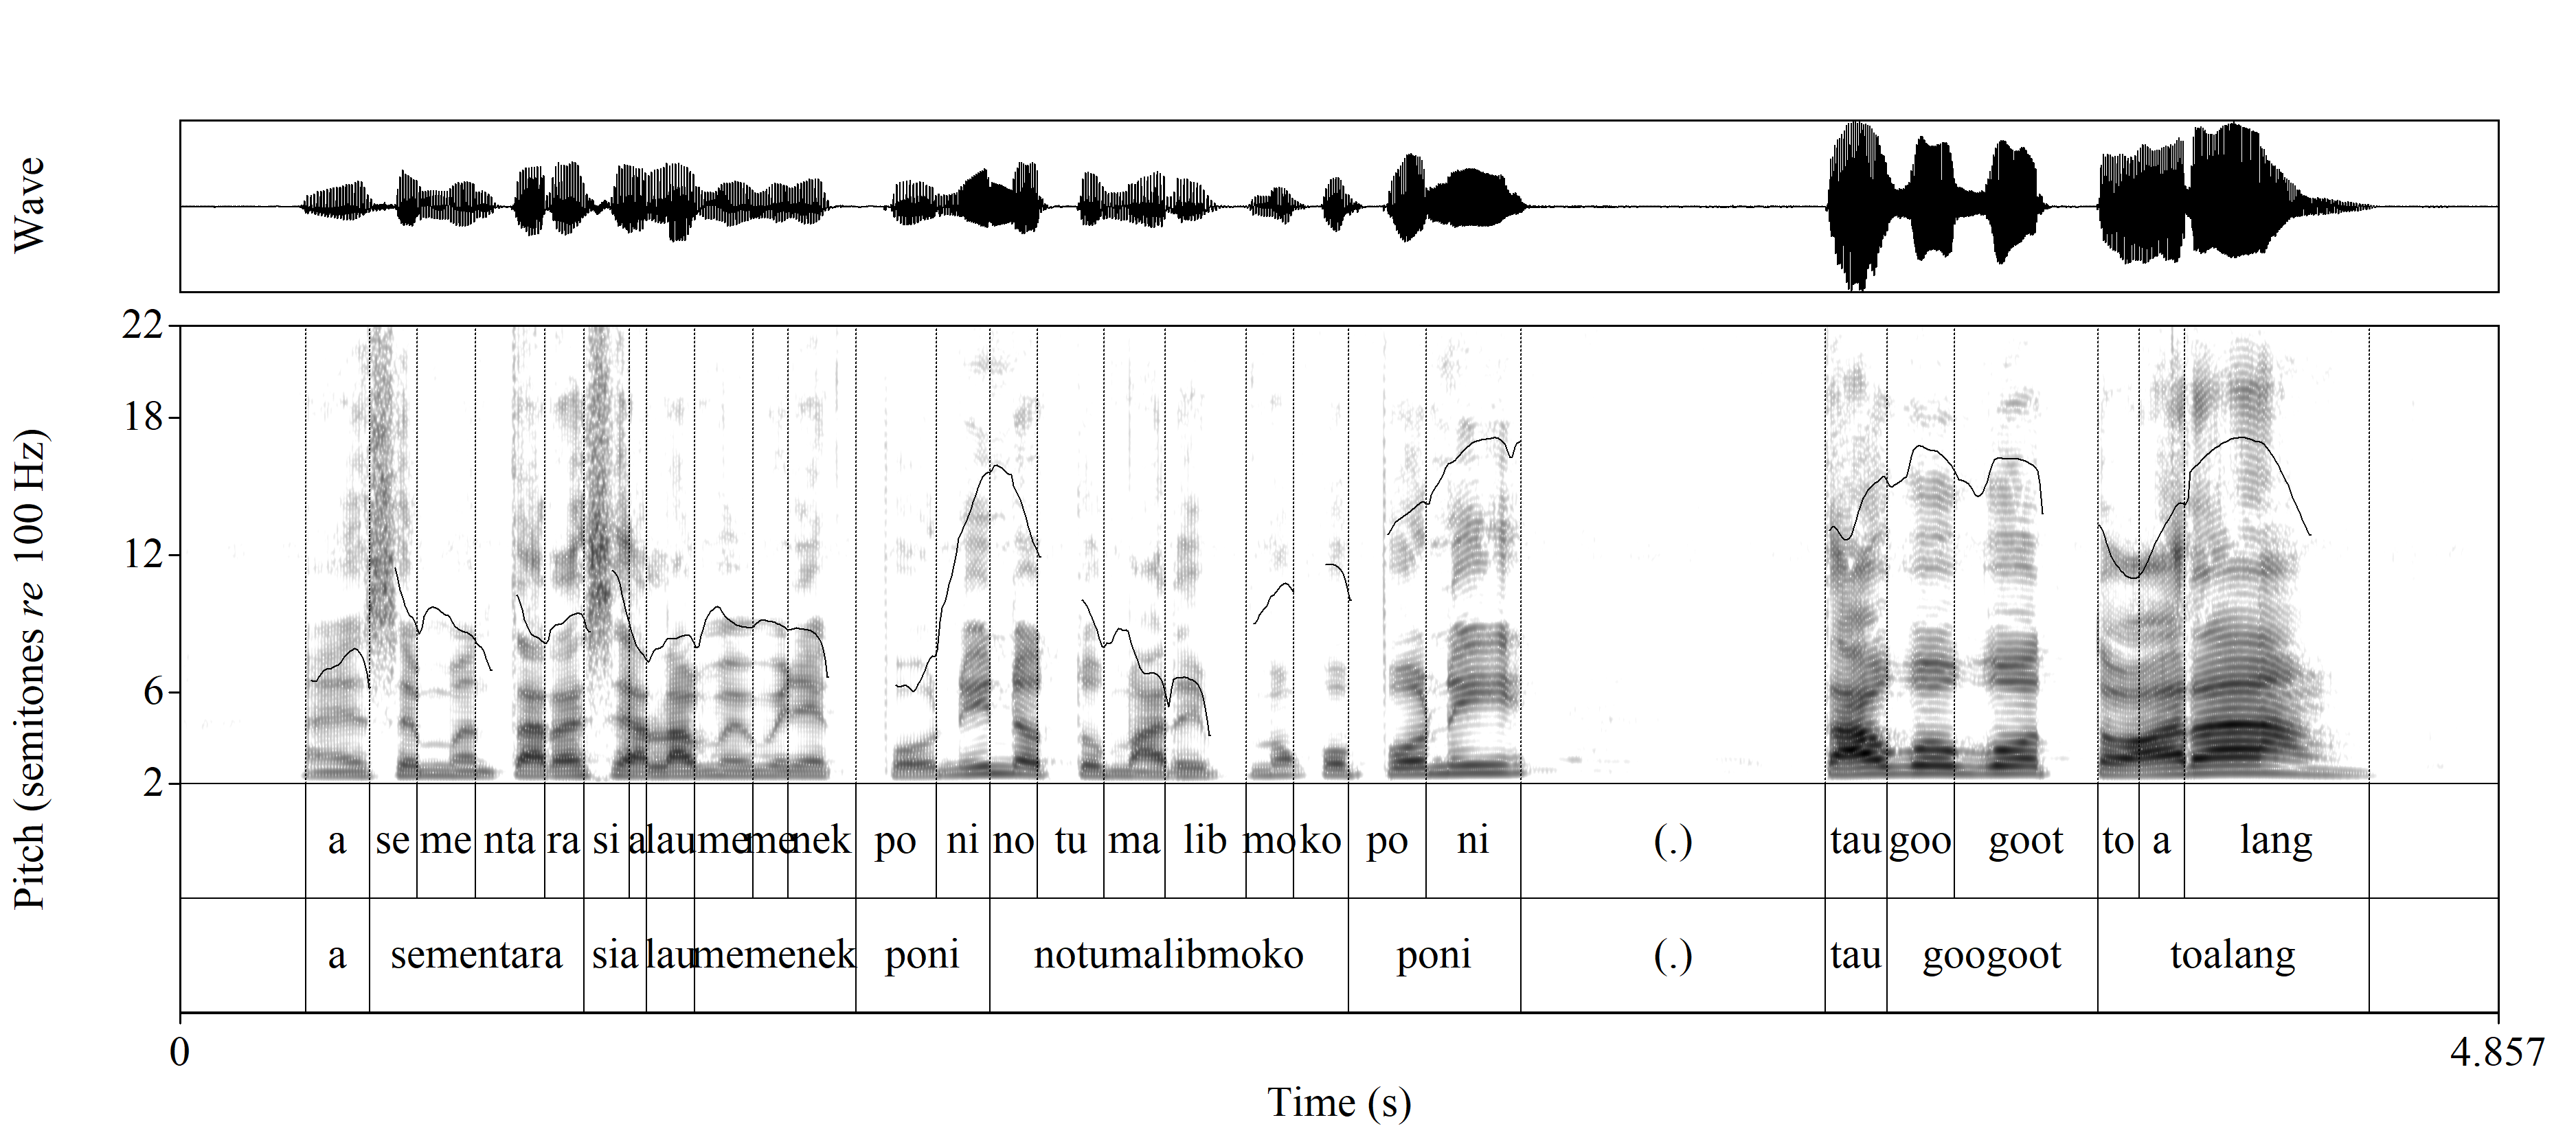 Wave
22
18
12
6
2
Pitch (semitones re 100 Hz)
a se me nta ra si a lau me me nek po ni no tu ma lib mo ko po ni (.) tau goo goot to a lang
a sementara sia lau memenek poni notumalibmoko poni (.) tau googoot toalang
0 4.857
Time (s)